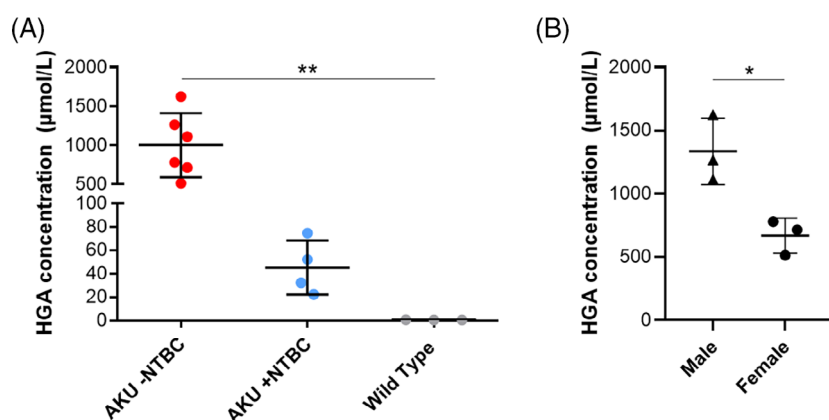 (A)
HGA concentration (µmol/L)
2000
1500
1000
500
100
80
60
40
20
0
**
AKU -NTBC
AKU +NTBC
Wild Type
(B)
HGA concentration (µmol/L)
2000
1500
1000
500
0
*
Male
Female